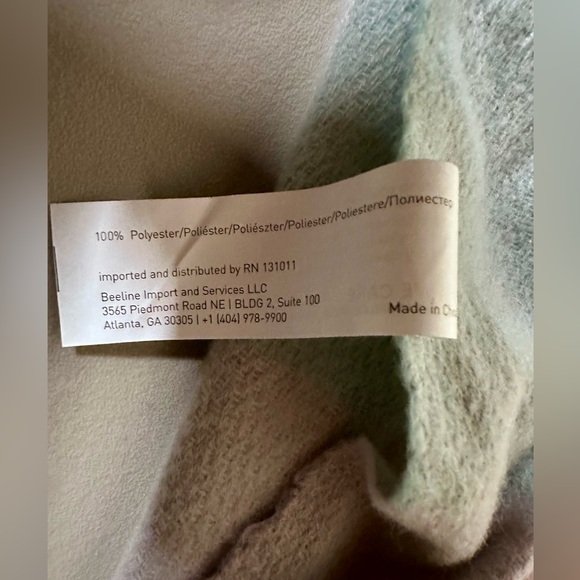 100% Polyester/Poliéster/Poliészter/Poliester/Poliestere/Полиестер
imported and distributed by RN 131011
Beeline Import and Services LLC
3565 Piedmont Road NE | BLDG 2, Suite 100
Atlanta, GA 30305 | +1 (404) 978-9900
Made in